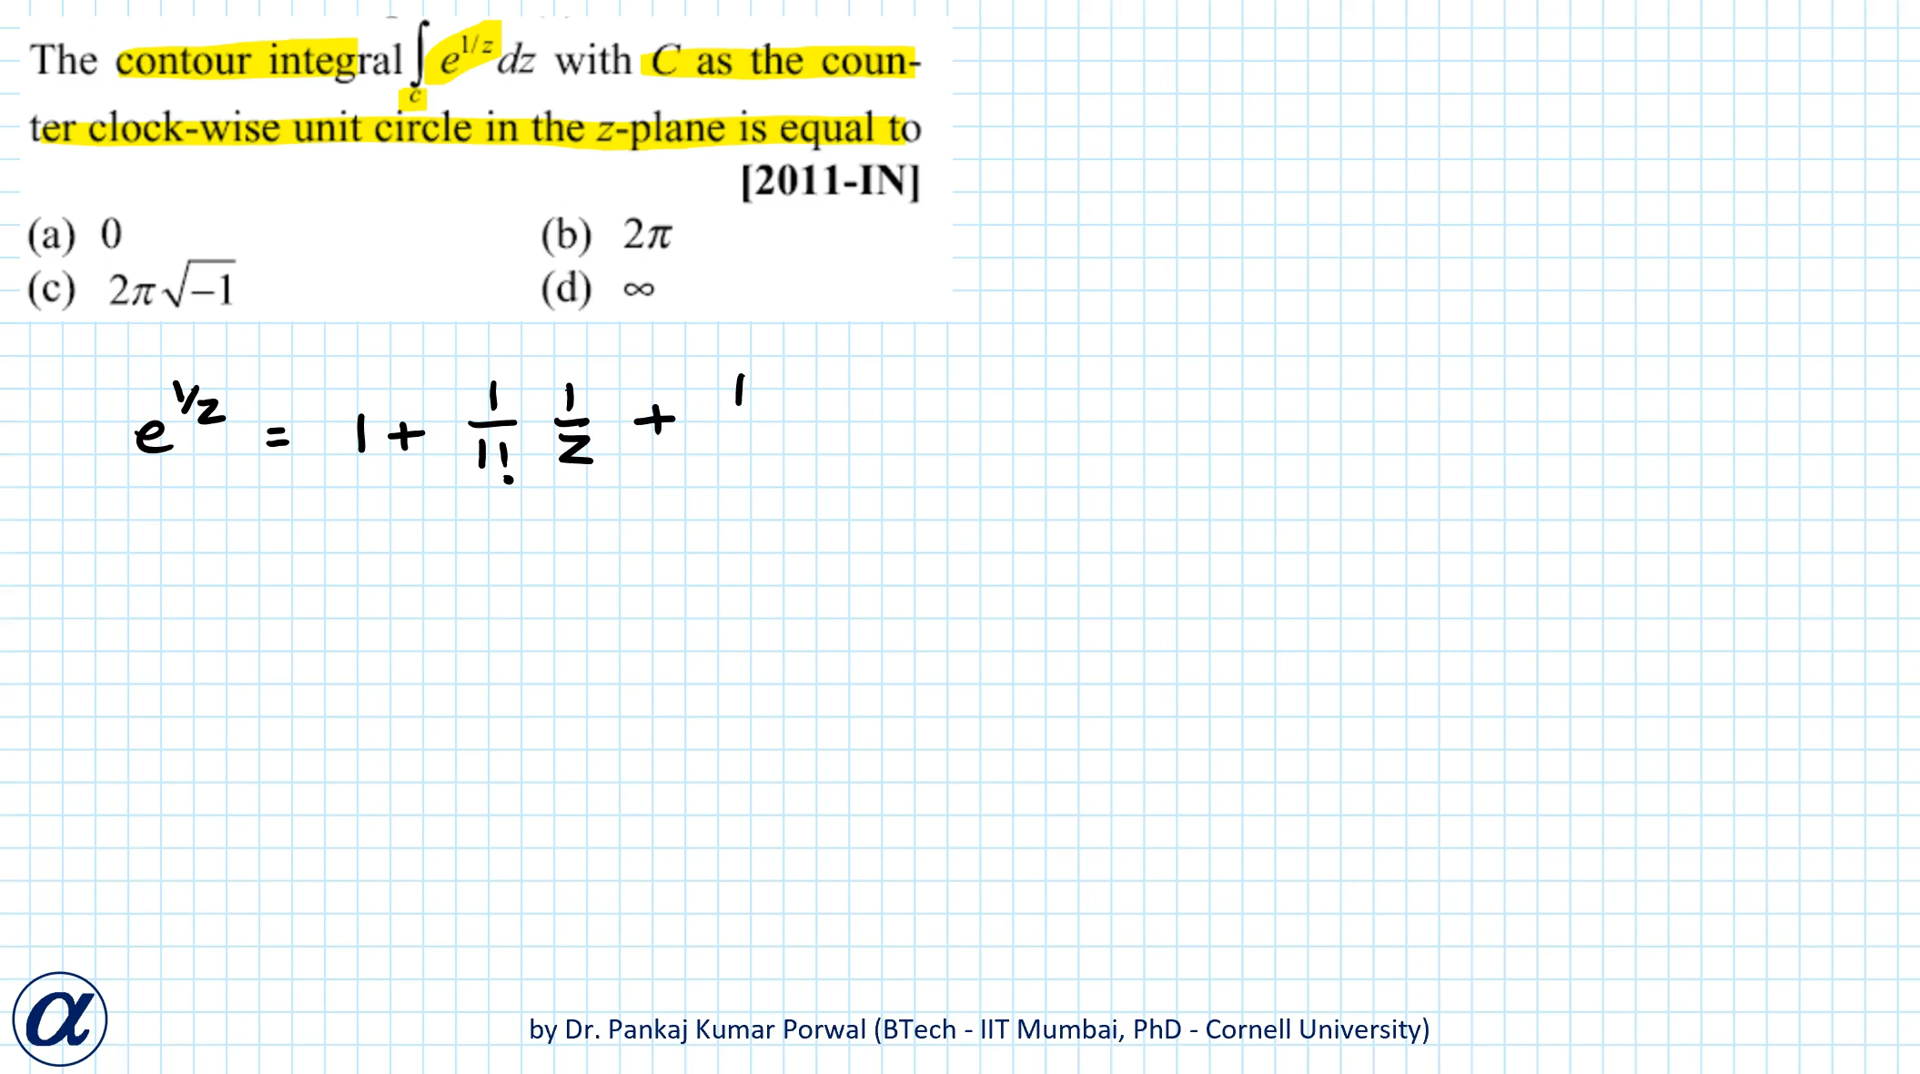 The contour integral ∫_c e^{1/z} dz with C as the coun-
ter clock-wise unit circle in the z-plane is equal to
[2011-IN]
(a) 0 (b) 2π
(c) 2π√−1 (d) ∞
e^{1/z} = 1 + 1/1! 1/z + 1
α
by Dr. Pankaj Kumar Porwal (BTech - IIT Mumbai, PhD - Cornell University)